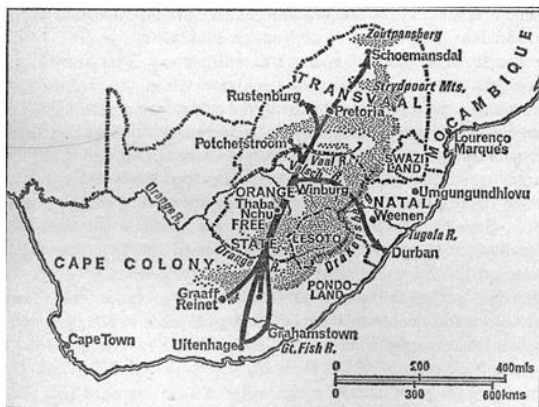 Zoutpansberg
Schoemansdal
TRANSVAAL
Strydpoort Mts.
Rustenburg
Pretoria
MOCAMBIQUE
Potchefstroom
Lourenço
Marques
Vaal R.
SWAZI
LAND
Orange R.
ORANGE
Winburg
Umgungundhlovu
Thaba
Nchu
NATAL
FREE
Weenen
STATE
LESOTO
Drakensbg
Tugela R.
Orange R.
Durban
CAPE COLONY
Graaff
Reinet
PONDO
LAND
Grahamstown
Cape Town
Uitenhage
Gt. Fish R.
0 200 400mls
0 300 600kms